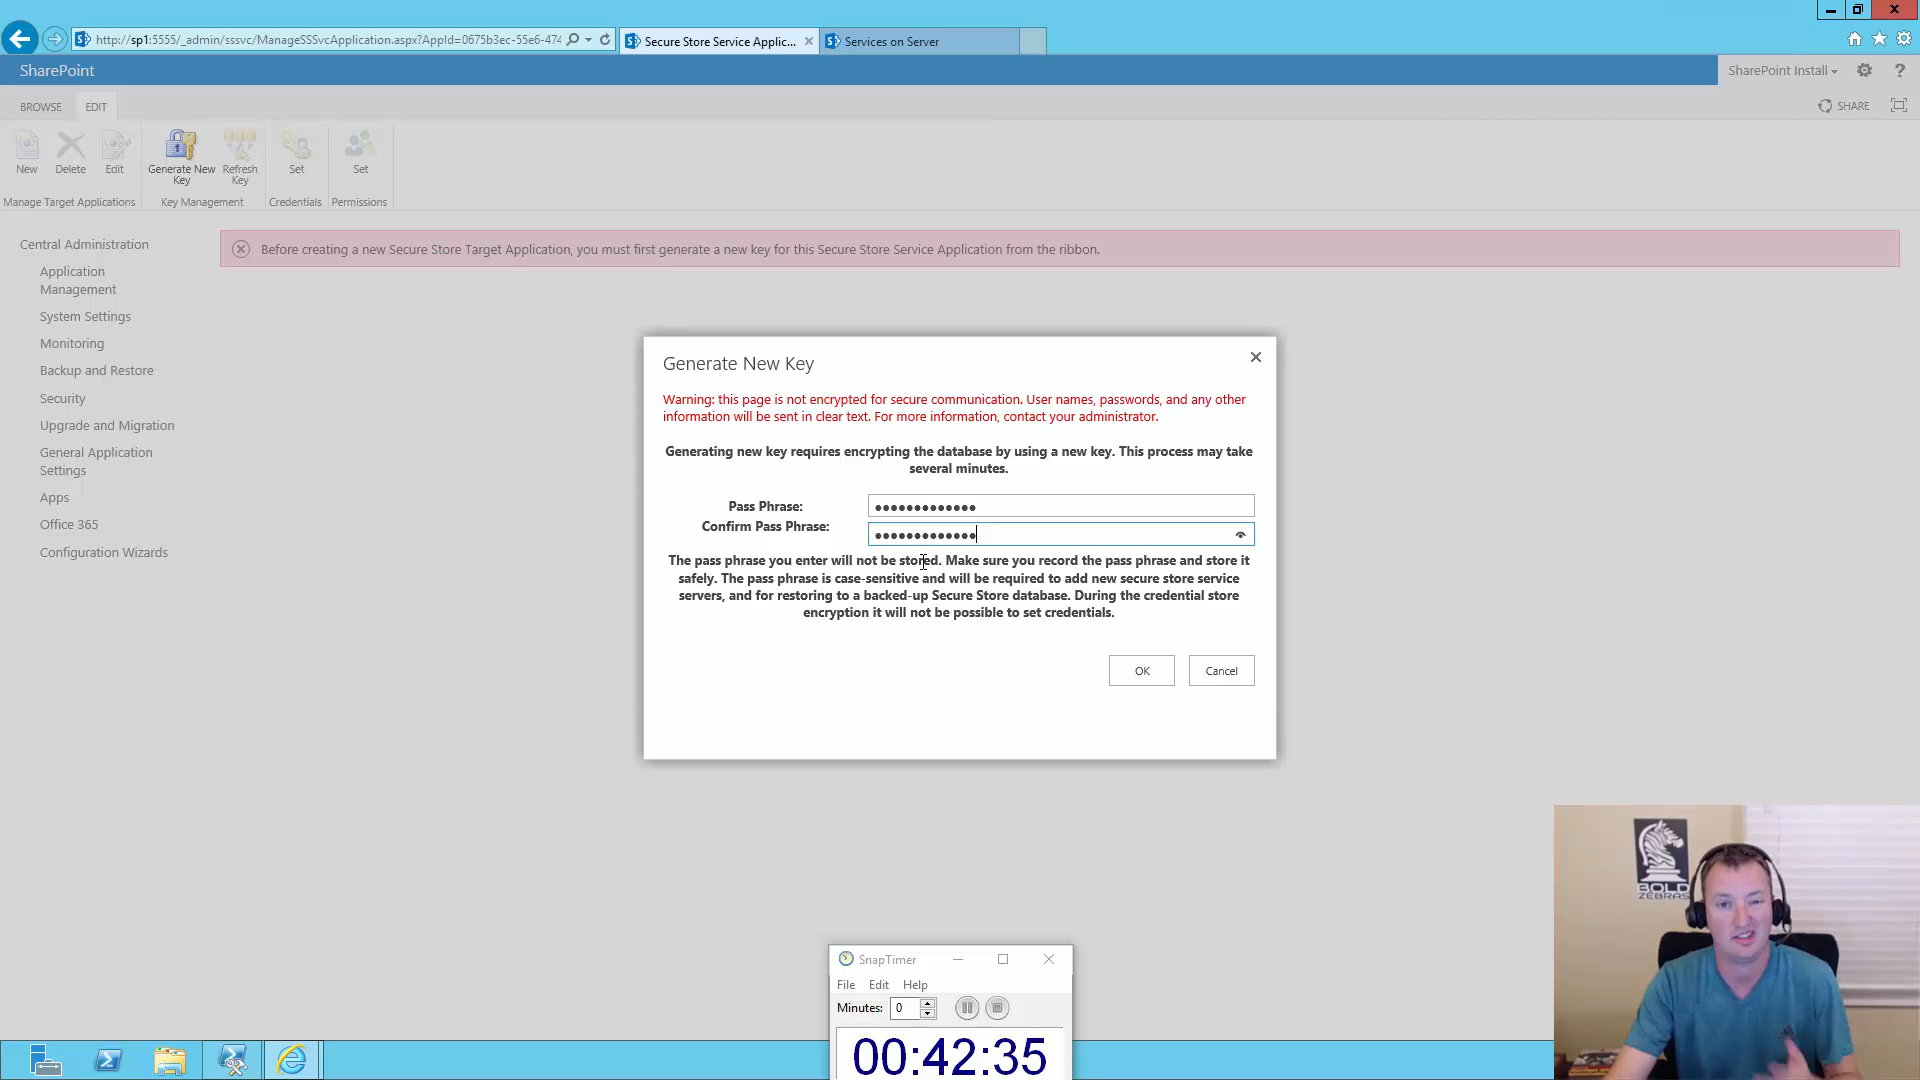 http://sp1:5555/_admin/sssvc/ManageSSSvcApplication.aspx?AppId=0675b3ec-55e6-474
Secure Store Service Applic...
Services on Server
SharePoint
SharePoint Install
?
BROWSE
EDIT
SHARE
New
Delete
Edit
Generate New Key
Refresh Key
Set
Set
Manage Target Applications
Key Management
Credentials
Permissions
Central Administration
Application Management
System Settings
Monitoring
Backup and Restore
Security
Upgrade and Migration
General Application Settings
Apps
Office 365
Configuration Wizards
Before creating a new Secure Store Target Application, you must first generate a new key for this Secure Store Service Application from the ribbon.
Generate New Key
Warning: this page is not encrypted for secure communication. User names, passwords, and any other
information will be sent in clear text. For more information, contact your administrator.
Generating new key requires encrypting the database by using a new key. This process may take
several minutes.
Pass Phrase:
Confirm Pass Phrase:
The pass phrase you enter will not be stored. Make sure you record the pass phrase and store it
safely. The pass phrase is case-sensitive and will be required to add new secure store service
servers, and for restoring to a backed-up Secure Store database. During the credential store
encryption it will not be possible to set credentials.
OK
Cancel
BOLD
ZEBRAS
SnapTimer
File
Edit
Help
Minutes: 0
00:42:35